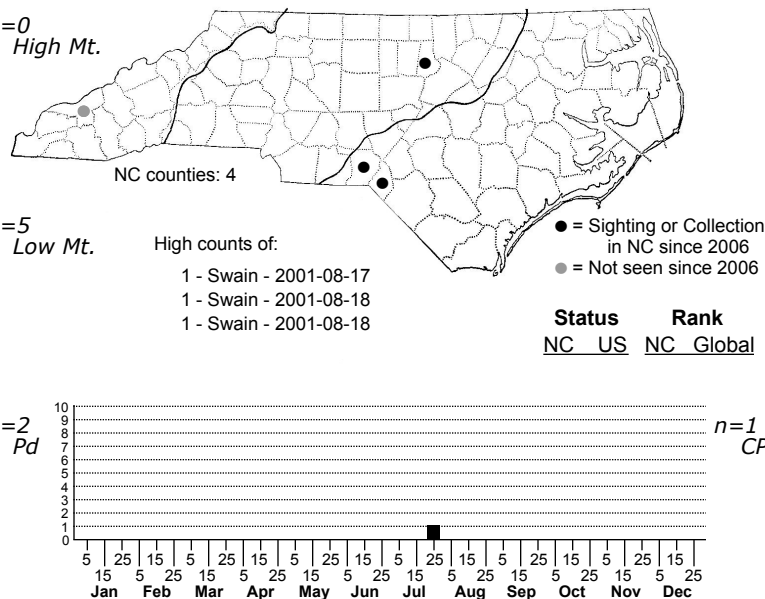 =0
High Mt.
NC counties: 4
=5
Low Mt.
High counts of:
1 - Swain - 2001-08-17
1 - Swain - 2001-08-18
1 - Swain - 2001-08-18
● = Sighting or Collection
in NC since 2006
● = Not seen since 2006
Status Rank
NC US NC Global
=2
Pd
n=1
CP
10
9
8
7
6
5
4
3
2
1
0
5 25 15 5 25 15 5 25 15 5 25 15 5 25 15 5 25 15
15 5 25 15 5 25 15 5 25 15 5 25 15 5 25 15 5 25
Jan Feb Mar Apr May Jun Jul Aug Sep Oct Nov Dec